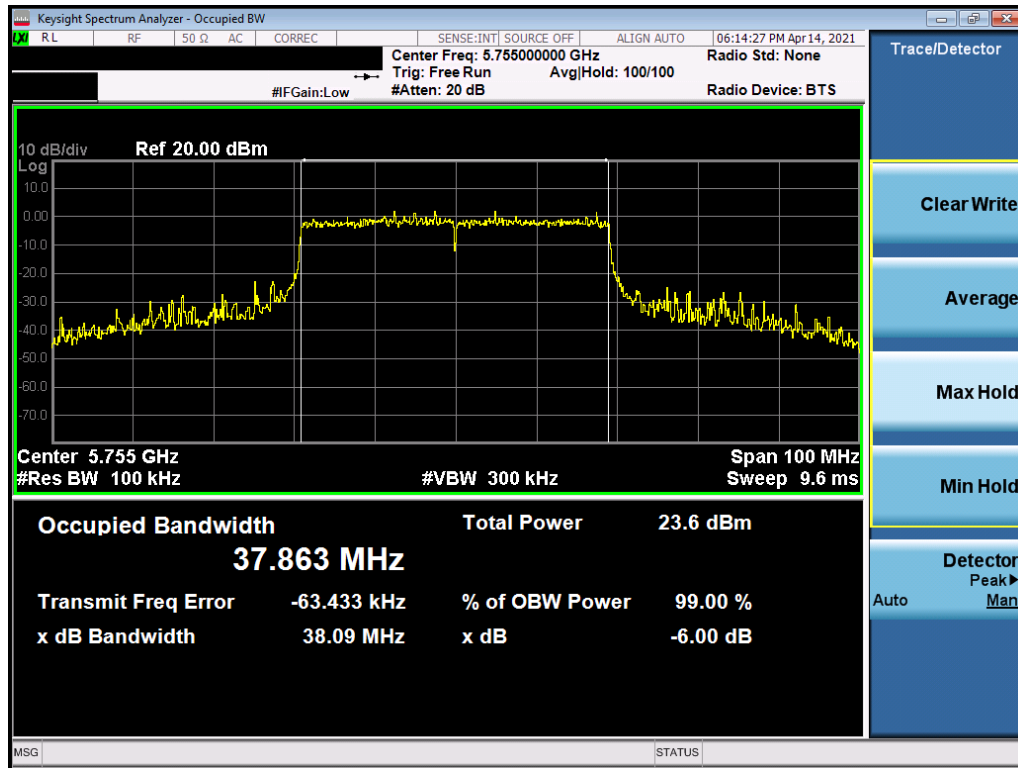 Keysight Spectrum Analyzer - Occupied BW
LXI RL RF 50 Ω AC CORREC SENSE:INT SOURCE OFF ALIGN AUTO 06:14:27 PM Apr 14, 2021
Center Freq: 5.755000000 GHz Radio Std: None
Trig: Free Run Avg|Hold: 100/100
#IFGain:Low #Atten: 20 dB Radio Device: BTS
Trace/Detector
10 dB/div Ref 20.00 dBm
Log
10.0
0.00
-10.0
-20.0
-30.0
-40.0
-50.0
-60.0
-70.0
Center 5.755 GHz Span 100 MHz
#Res BW 100 kHz #VBW 300 kHz Sweep 9.6 ms
Clear Write
Average
Max Hold
Min Hold
Detector
Peak▶
Auto Man
Occupied Bandwidth Total Power 23.6 dBm
37.863 MHz
Transmit Freq Error -63.433 kHz % of OBW Power 99.00 %
x dB Bandwidth 38.09 MHz x dB -6.00 dB
MSG STATUS